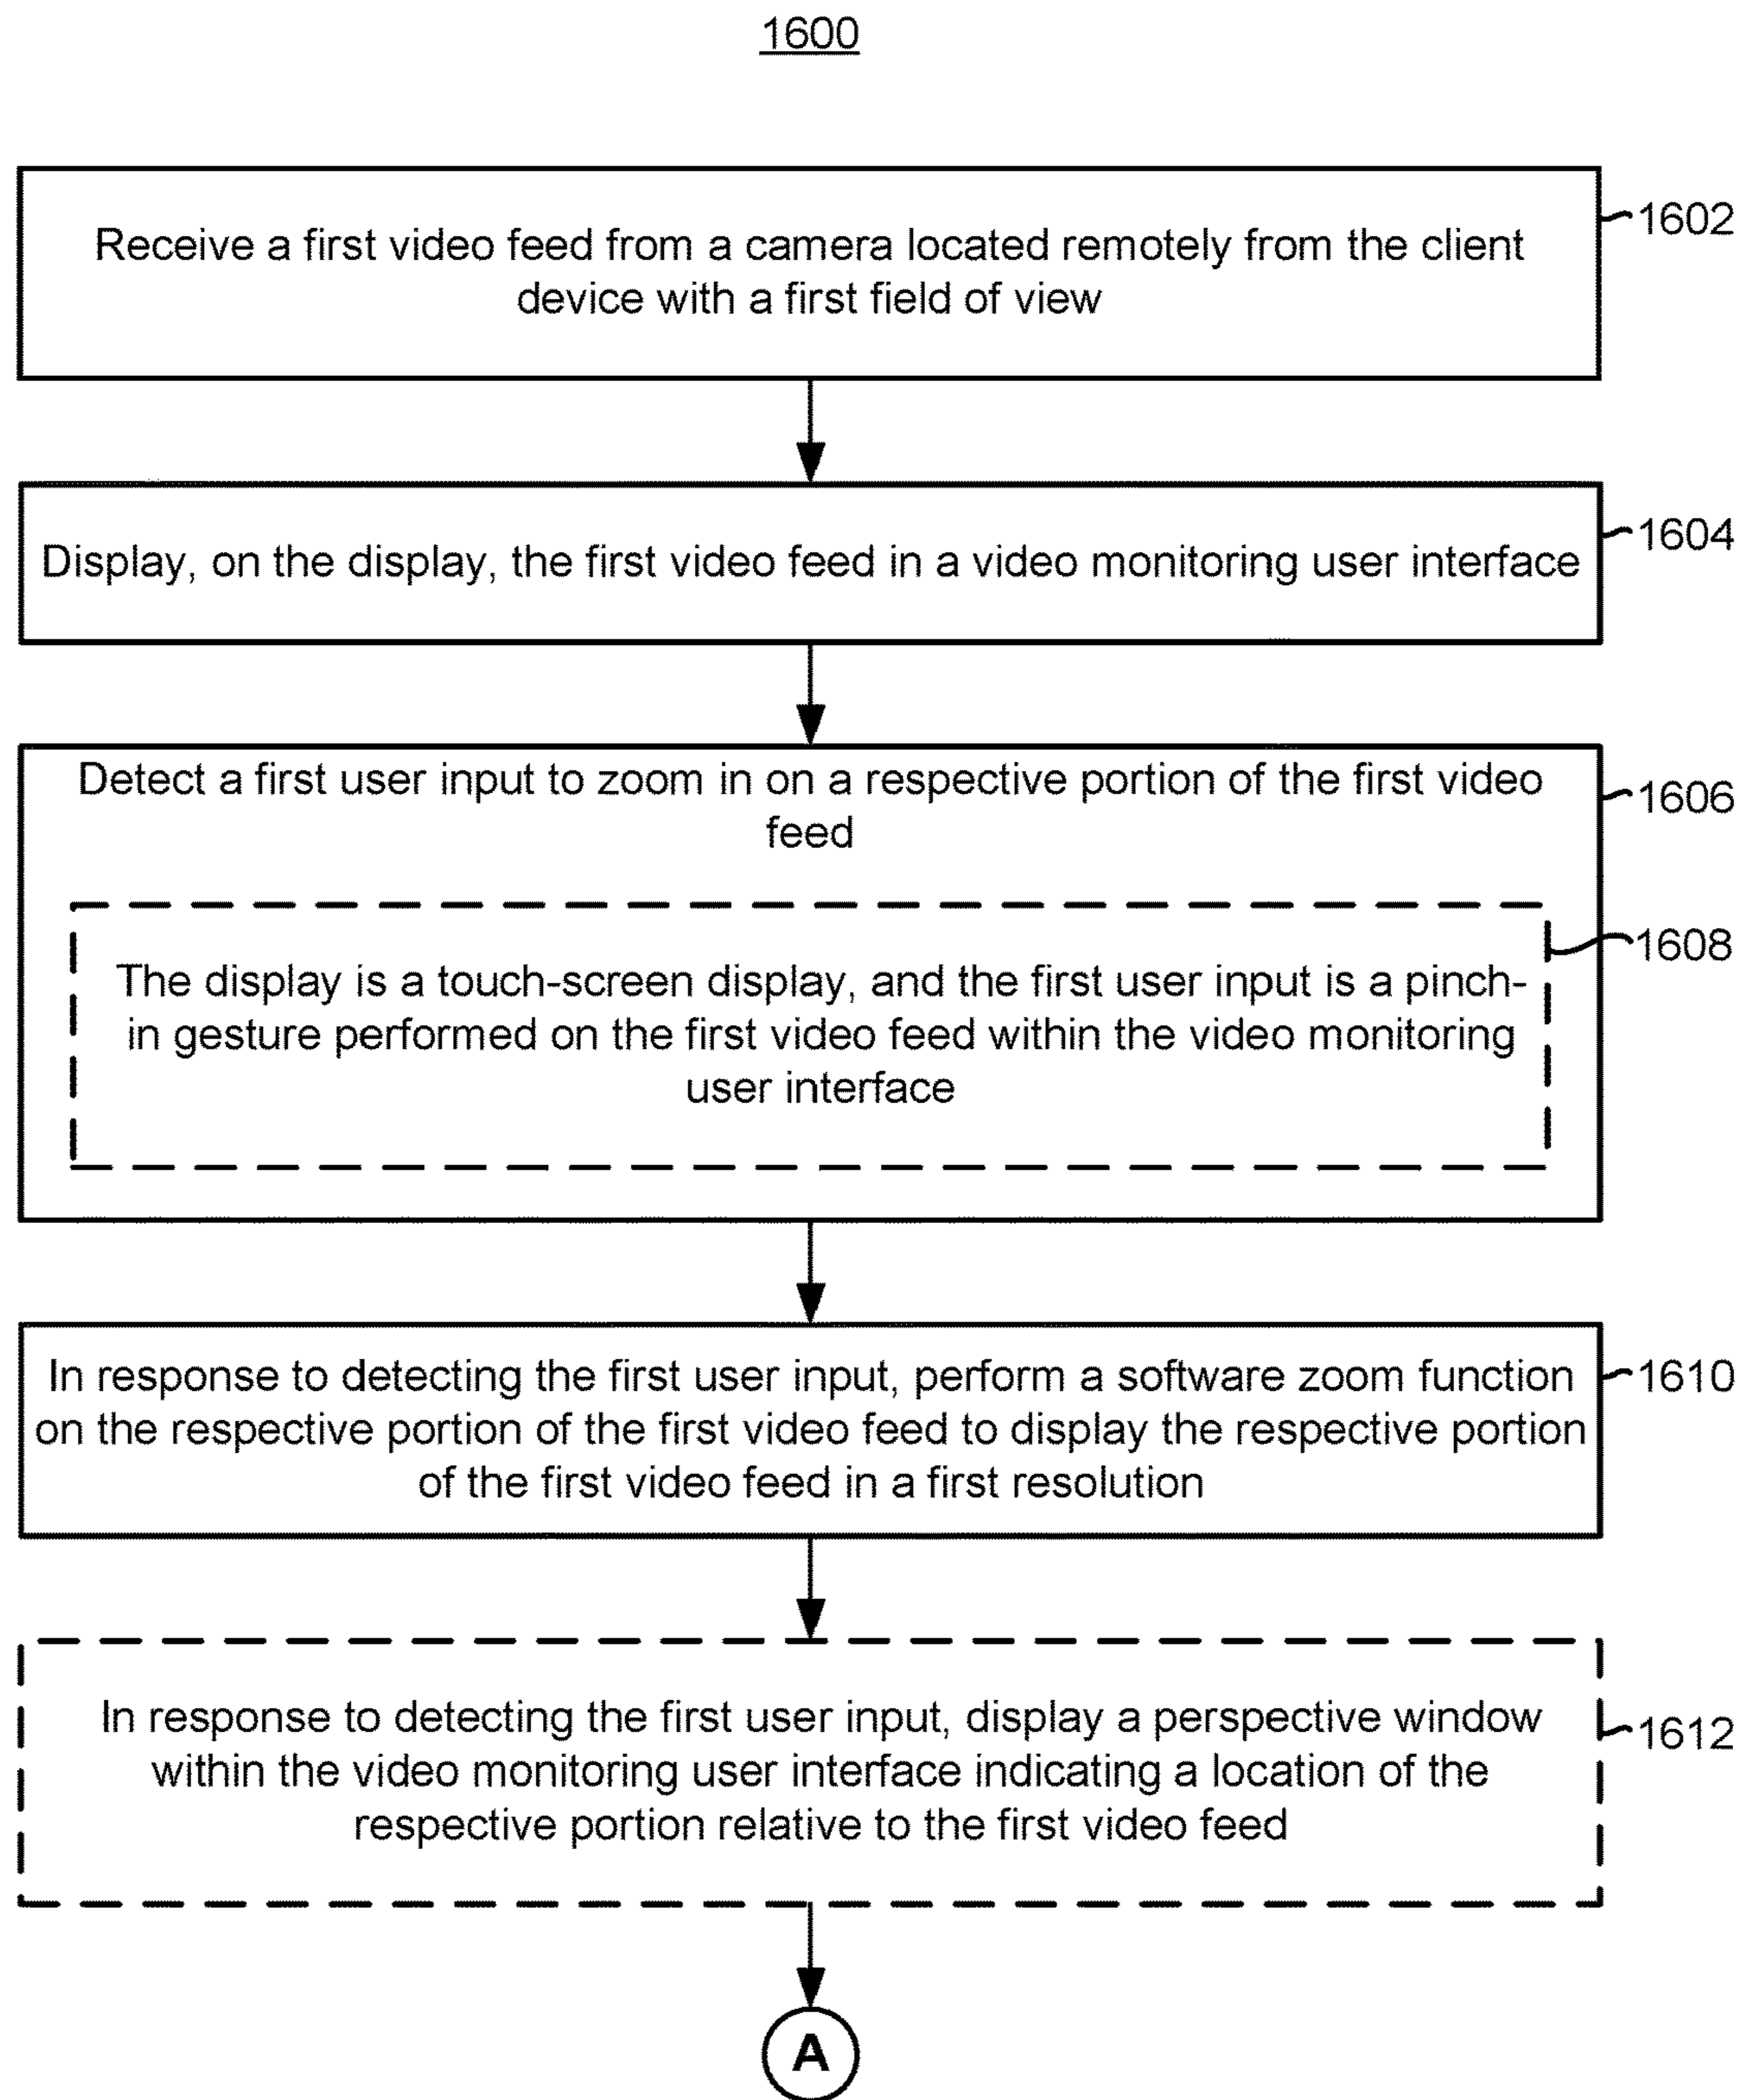 1600
Receive a first video feed from a camera located remotely from the client
device with a first field of view
1602
Display, on the display, the first video feed in a video monitoring user interface
1604
Detect a first user input to zoom in on a respective portion of the first video
feed
1606
The display is a touch-screen display, and the first user input is a pinch-
in gesture performed on the first video feed within the video monitoring
user interface
1608
In response to detecting the first user input, perform a software zoom function
on the respective portion of the first video feed to display the respective portion
of the first video feed in a first resolution
1610
In response to detecting the first user input, display a perspective window
within the video monitoring user interface indicating a location of the
respective portion relative to the first video feed
1612
A